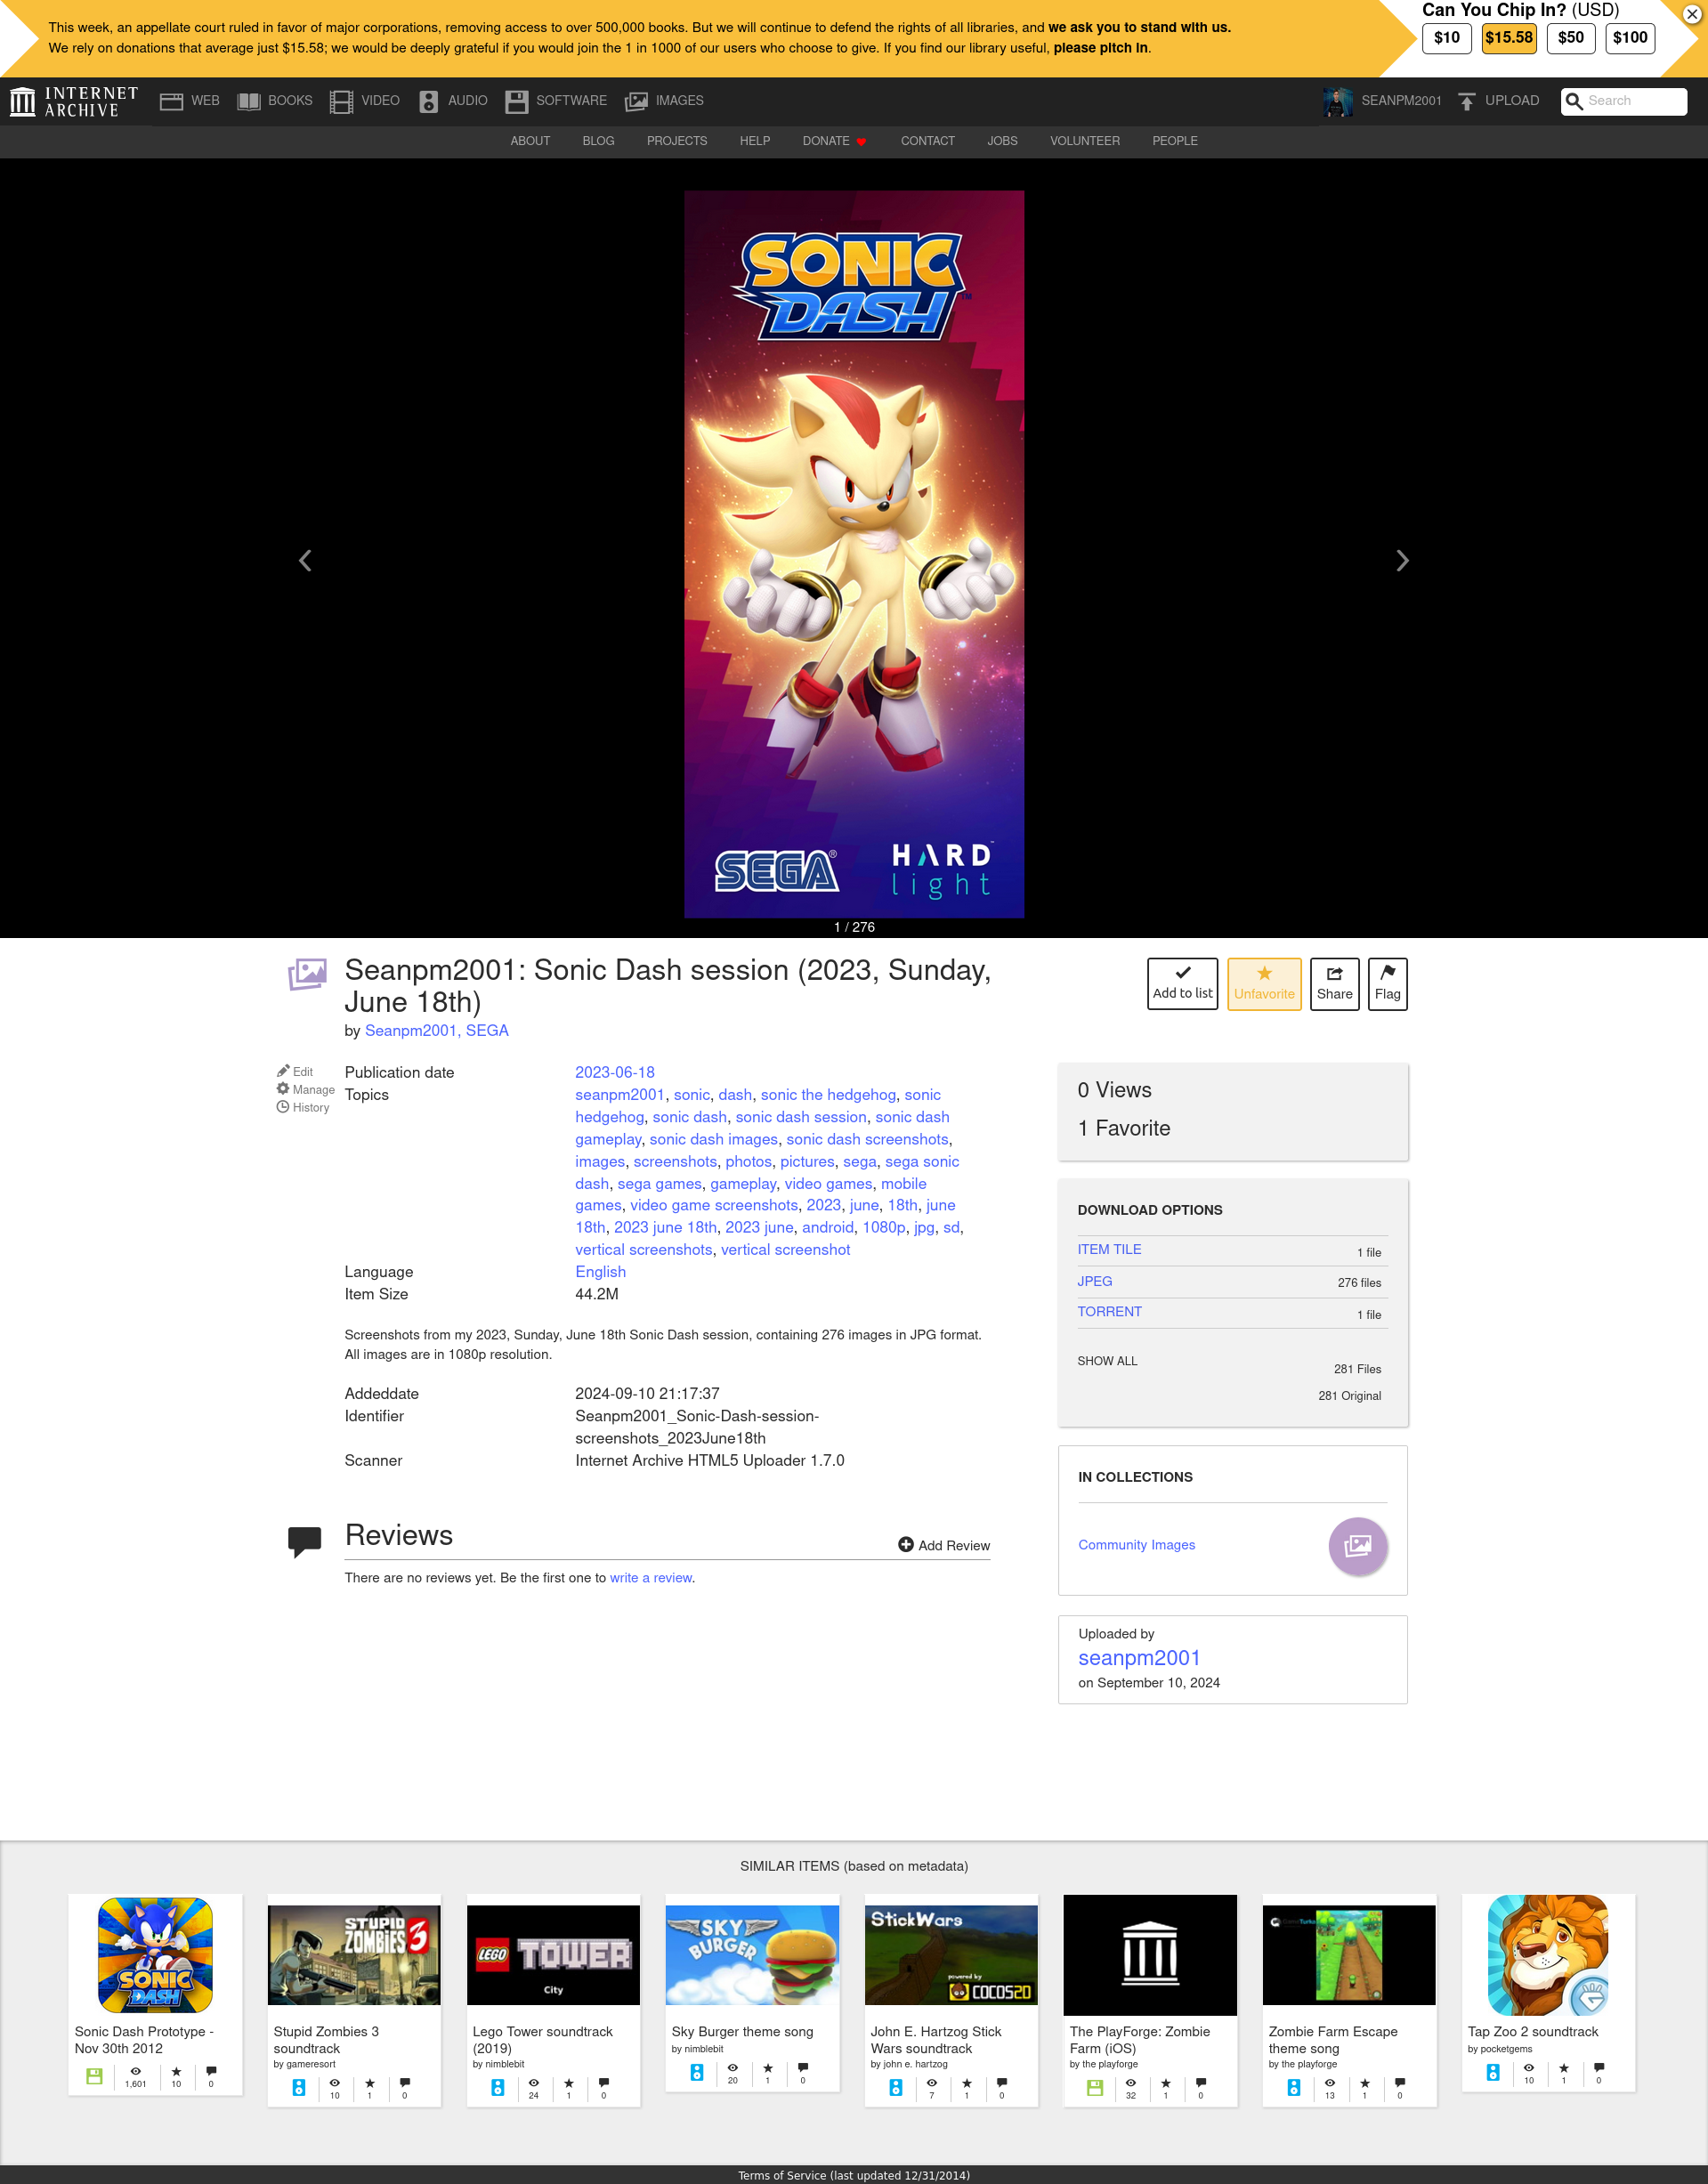 This week, an appellate court ruled in favor of major corporations, removing access to over 500,000 books. But we will continue to defend the rights of all libraries, and we ask you to stand with us.
We rely on donations that average just $15.58; we would be deeply grateful if you would join the 1 in 1000 of our users who choose to give. If you find our library useful, please pitch in.
Can You Chip In? (USD)
$10 $15.58 $50 $100
INTERNET ARCHIVE
WEB BOOKS VIDEO AUDIO SOFTWARE IMAGES SEANPM2001 UPLOAD Search
ABOUT BLOG PROJECTS HELP DONATE CONTACT JOBS VOLUNTEER PEOPLE
SONIC
DASH™
SEGA®
HARD
light
1 / 276
Seanpm2001: Sonic Dash session (2023, Sunday,
June 18th)
by Seanpm2001, SEGA
Add to list Unfavorite Share Flag
Edit
Manage
History
Publication date 2023-06-18
Topics seanpm2001, sonic, dash, sonic the hedgehog, sonic
hedgehog, sonic dash, sonic dash session, sonic dash
gameplay, sonic dash images, sonic dash screenshots,
images, screenshots, photos, pictures, sega, sega sonic
dash, sega games, gameplay, video games, mobile
games, video game screenshots, 2023, june, 18th, june
18th, 2023 june 18th, 2023 june, android, 1080p, jpg, sd,
vertical screenshots, vertical screenshot
Language English
Item Size 44.2M
Screenshots from my 2023, Sunday, June 18th Sonic Dash session, containing 276 images in JPG format.
All images are in 1080p resolution.
Addeddate 2024-09-10 21:17:37
Identifier Seanpm2001_Sonic-Dash-session-
screenshots_2023June18th
Scanner Internet Archive HTML5 Uploader 1.7.0
Reviews
Add Review
There are no reviews yet. Be the first one to write a review.
0 Views
1 Favorite
DOWNLOAD OPTIONS
ITEM TILE 1 file
JPEG 276 files
TORRENT 1 file
SHOW ALL 281 Files
281 Original
IN COLLECTIONS
Community Images
Uploaded by
seanpm2001
on September 10, 2024
SIMILAR ITEMS (based on metadata)
SONIC
DASH
Sonic Dash Prototype -
Nov 30th 2012
1,601 10 0
STUPID
ZOMBIES 3
Stupid Zombies 3
soundtrack
by gameresort
10 1 0
LEGO TOWER
City
Lego Tower soundtrack
(2019)
by nimblebit
24 1 0
SKY
BURGER
Sky Burger theme song
by nimblebit
20 1 0
StickWars
powered by
COCOS2D
John E. Hartzog Stick
Wars soundtrack
by john e. hartzog
7 1 0
The PlayForge: Zombie
Farm (iOS)
by the playforge
32 1 0
Zombie Farm Escape
theme song
by the playforge
13 1 0
Tap Zoo 2 soundtrack
by pocketgems
10 1 0
Terms of Service (last updated 12/31/2014)